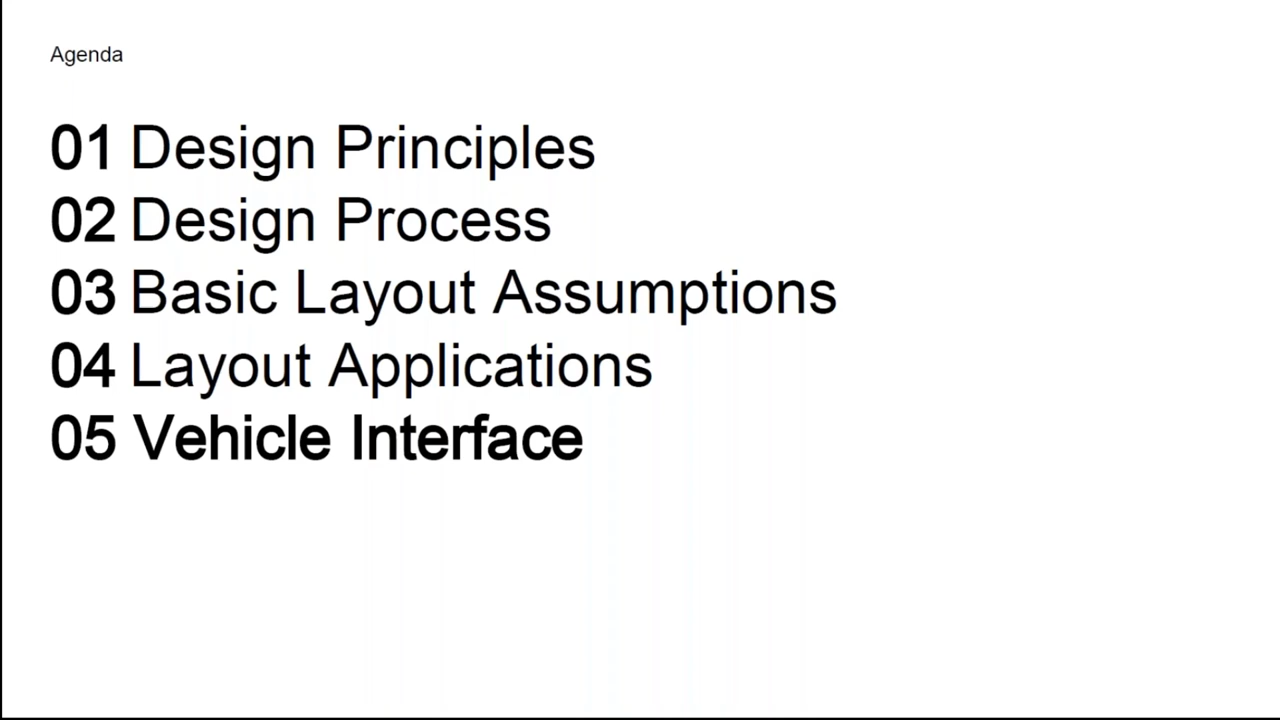 Agenda
01 Design Principles
02 Design Process
03 Basic Layout Assumptions
04 Layout Applications
05 Vehicle Interface